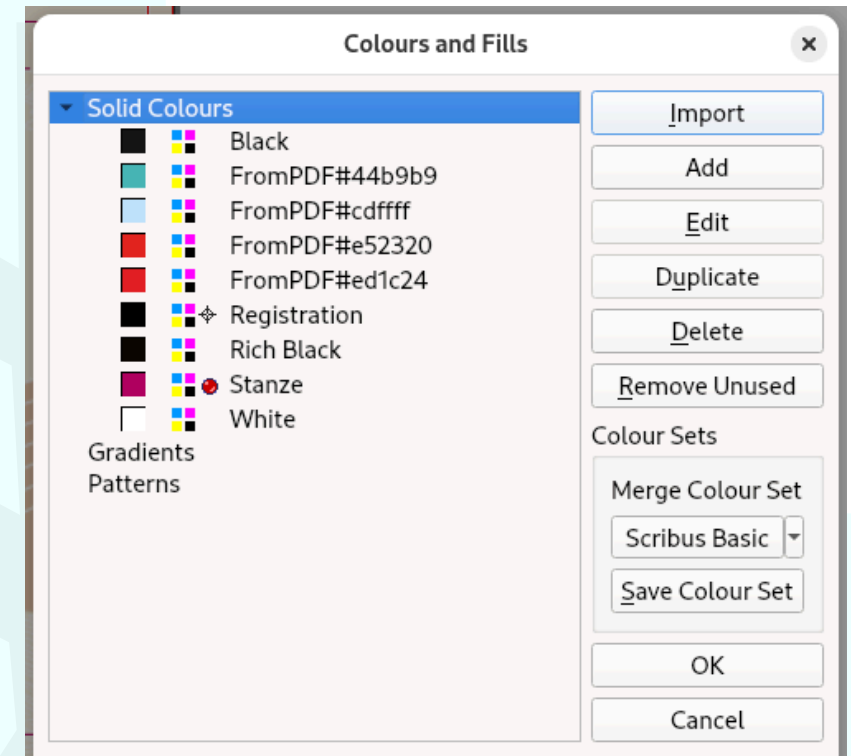 Colours and Fills
Solid Colours
Black
FromPDF#44b9b9
FromPDF#cdffff
FromPDF#e52320
FromPDF#ed1c24
Registration
Rich Black
Stanze
White
Gradients
Patterns
Import
Add
Edit
Duplicate
Delete
Remove Unused
Colour Sets
Merge Colour Set
Scribus Basic
Save Colour Set
OK
Cancel